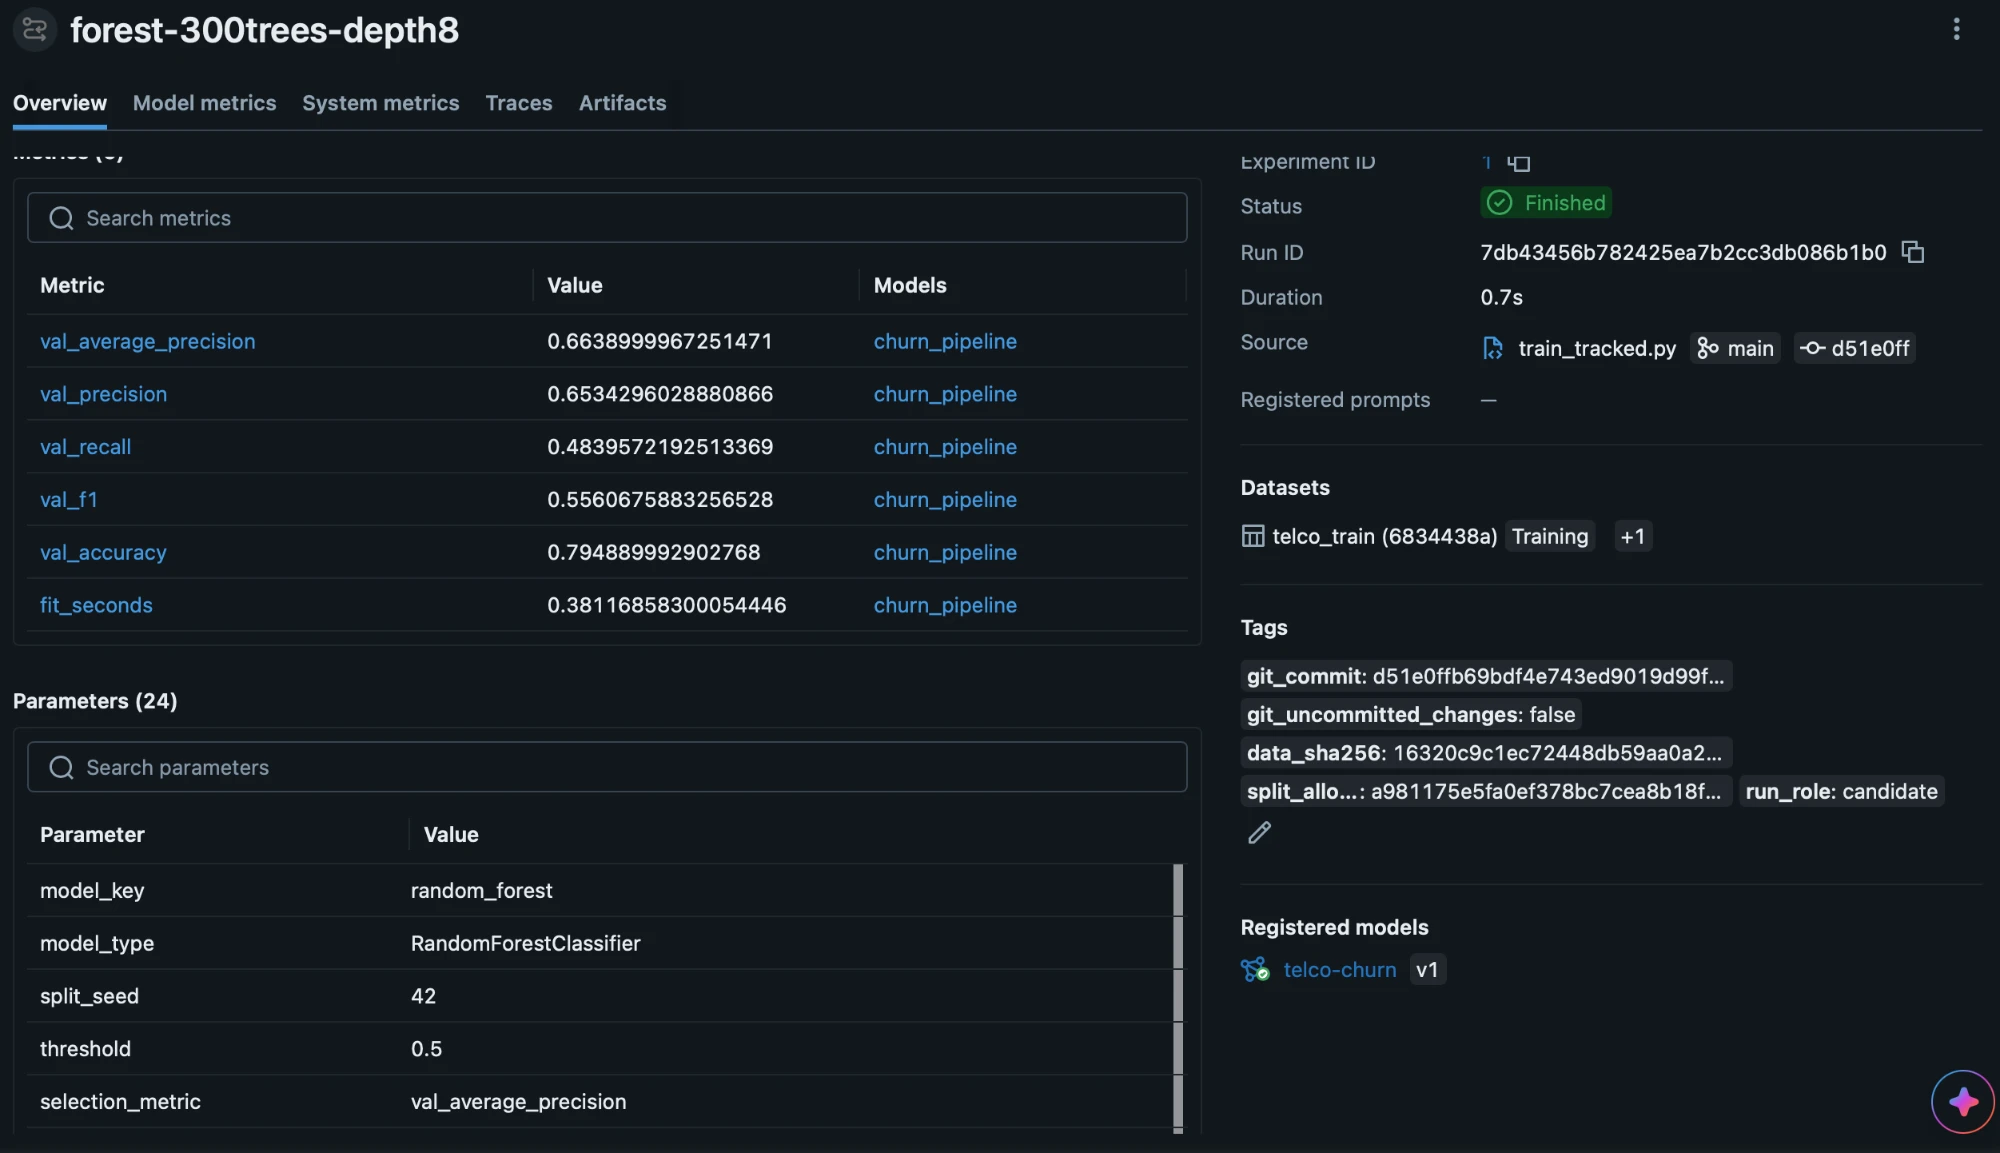 forest-300trees-depth8
Overview Model metrics System metrics Traces Artifacts
Search metrics
Metric Value Models
val_average_precision 0.6638999967251471 churn_pipeline
val_precision 0.6534296028880866 churn_pipeline
val_recall 0.4839572192513369 churn_pipeline
val_f1 0.5560675883256528 churn_pipeline
val_accuracy 0.794889992902768 churn_pipeline
fit_seconds 0.38116858300054446 churn_pipeline
Parameters (24)
Search parameters
Parameter Value
model_key random_forest
model_type RandomForestClassifier
split_seed 42
threshold 0.5
selection_metric val_average_precision
Experiment ID 1
Status Finished
Run ID 7db43456b782425ea7b2cc3db086b1b0
Duration 0.7s
Source train_tracked.py main d51e0ff
Registered prompts —
Datasets
telco_train (6834438a) Training +1
Tags
git_commit: d51e0ffb69bdf4e743ed9019d99f...
git_uncommitted_changes: false
data_sha256: 16320c9c1ec72448db59aa0a2...
split_allo...: a981175e5fa0ef378bc7cea8b18f... run_role: candidate
Registered models
telco-churn v1